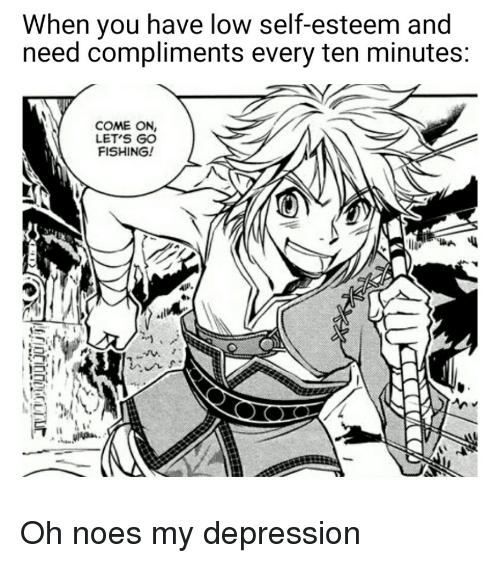 When you have low self-esteem and
need compliments every ten minutes:
COME ON,
LET'S GO
FISHING!
Oh noes my depression